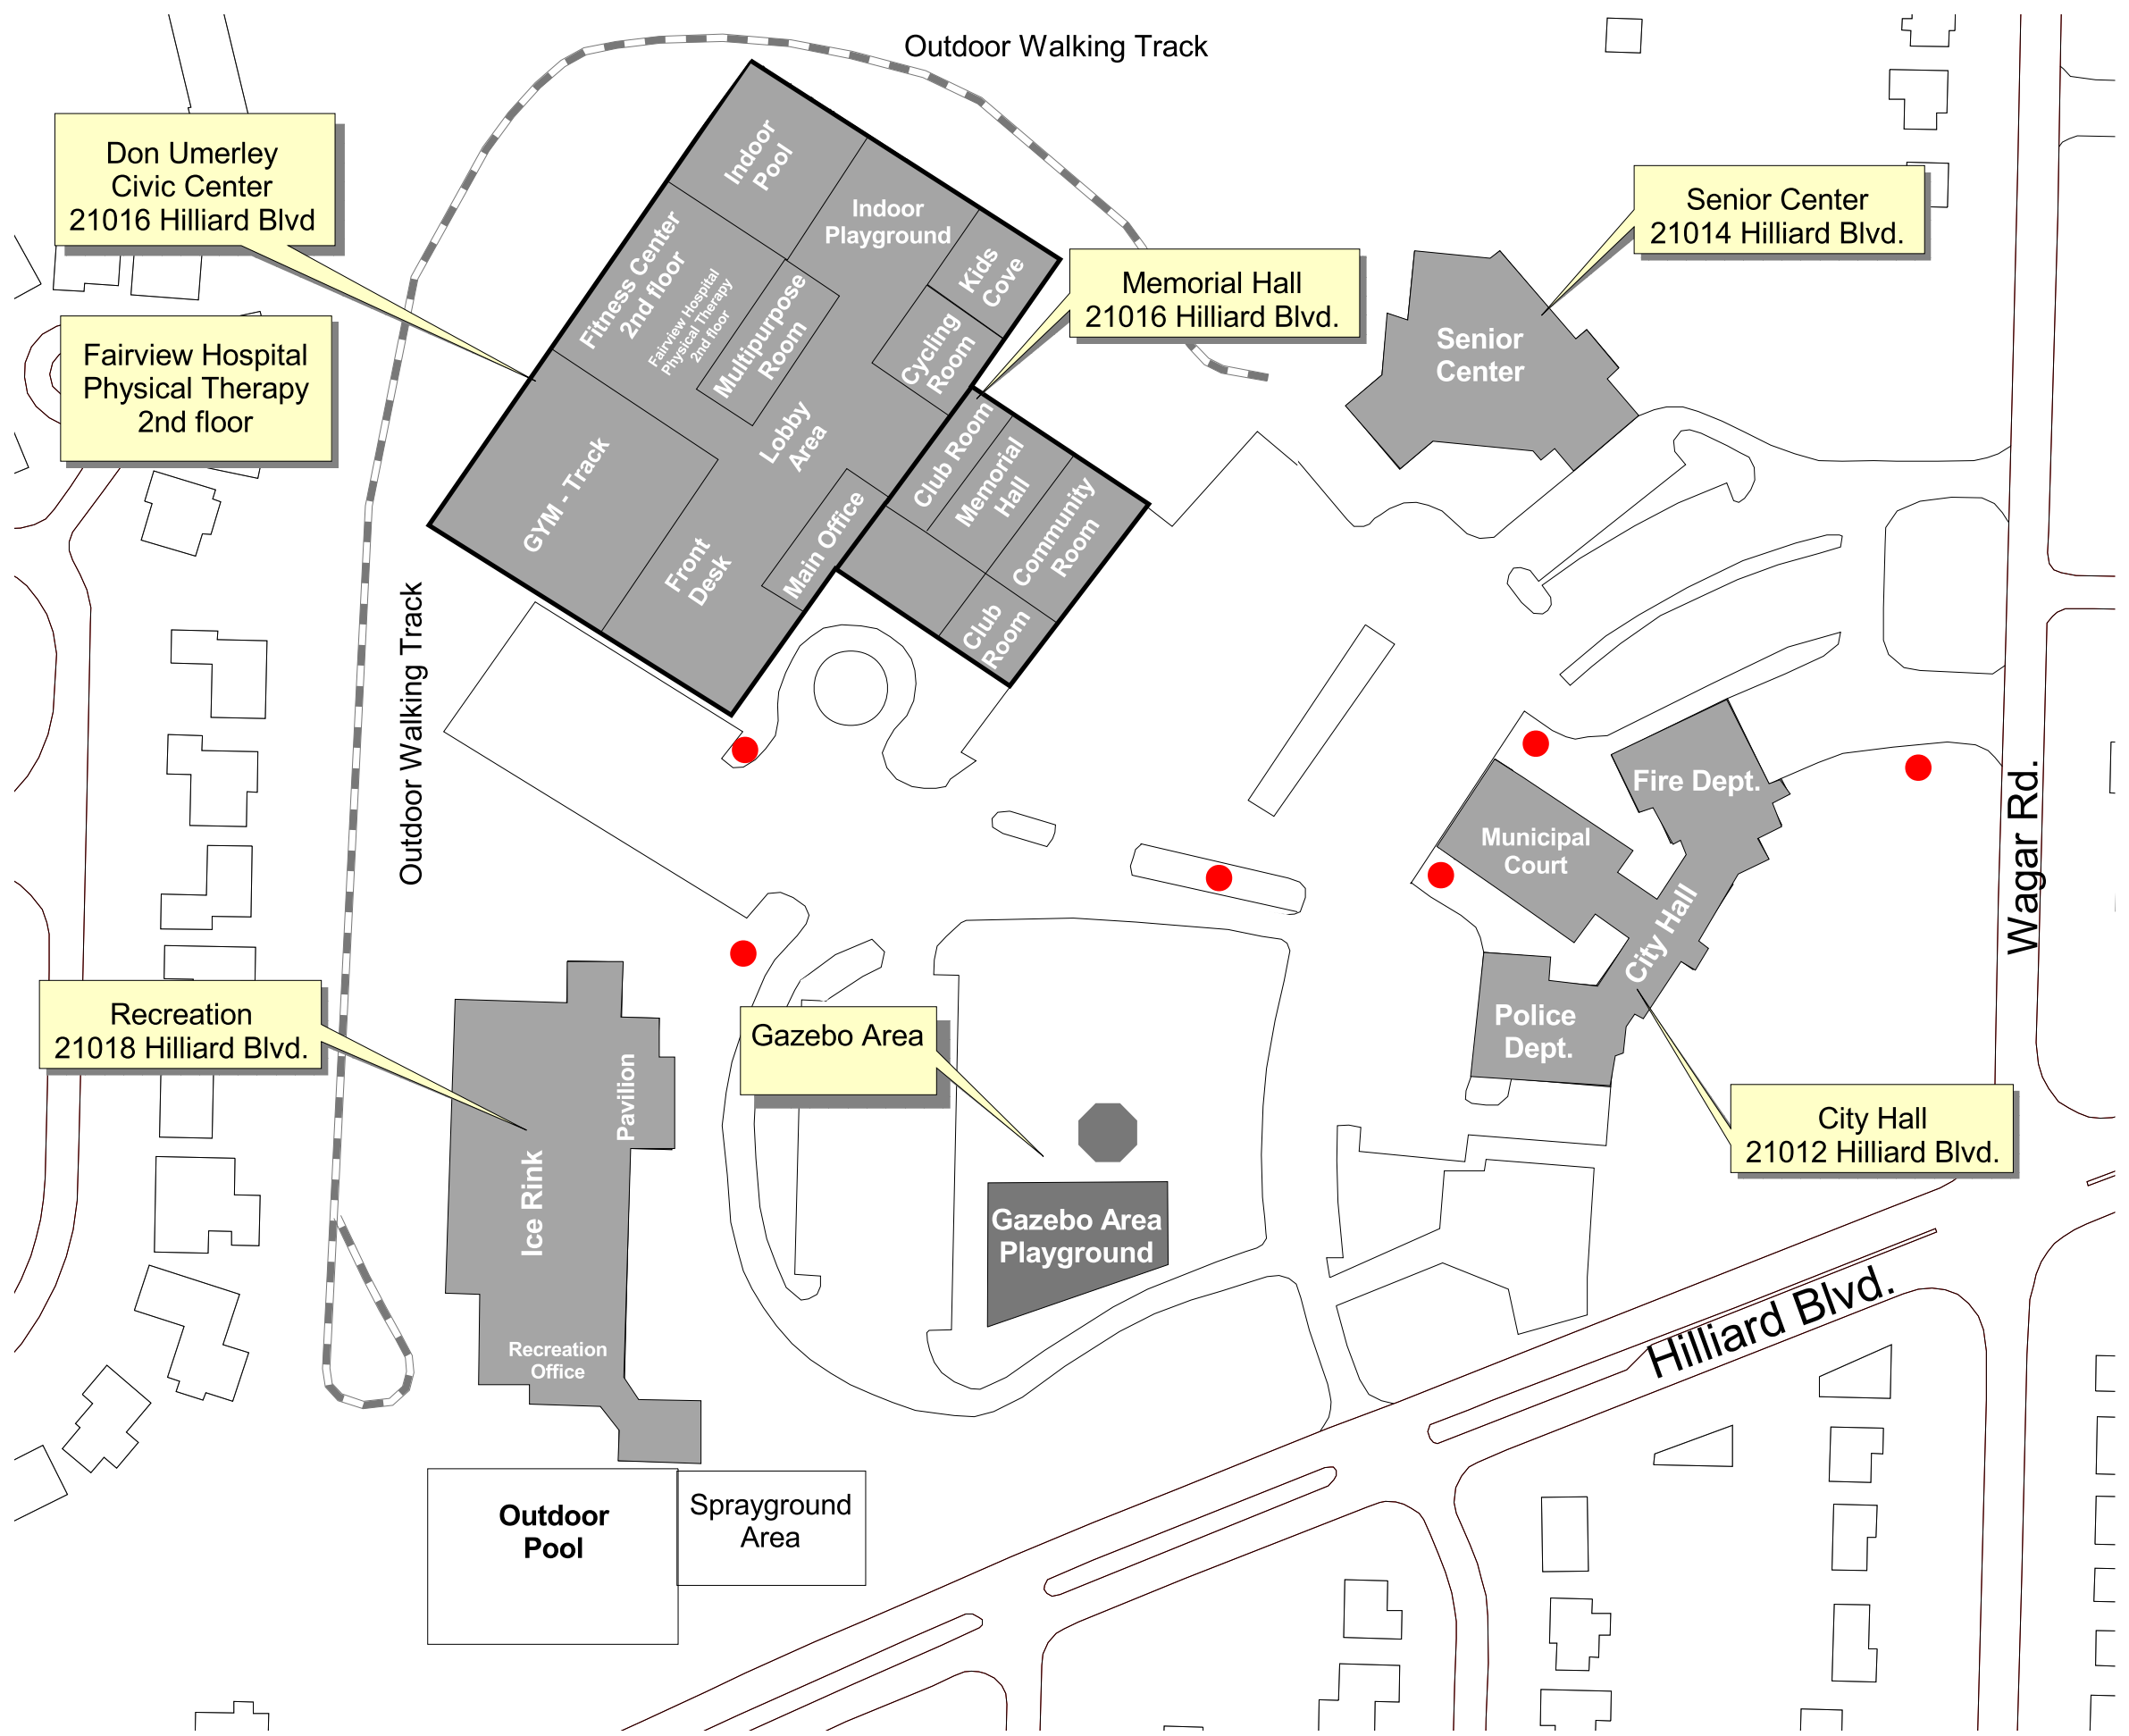 Outdoor Walking Track
Don Umerley
Civic Center
21016 Hilliard Blvd
Fairview Hospital
Physical Therapy
2nd floor
Indoor
Pool
Indoor
Playground
Kids
Cove
Fitness Center
2nd floor
Fairview Hospital
Physical Therapy
2nd floor
Multipurpose
Room
Cycling
Room
Lobby
Area
GYM - Track
Front
Desk
Main Office
Club Room
Memorial
Hall
Community
Room
Club
Room
Memorial Hall
21016 Hilliard Blvd.
Senior Center
21014 Hilliard Blvd.
Senior
Center
Outdoor Walking Track
Fire Dept.
Municipal
Court
City Hall
Police
Dept.
Wagar Rd.
Recreation
21018 Hilliard Blvd.
Gazebo Area
City Hall
21012 Hilliard Blvd.
Pavilion
Ice Rink
Gazebo Area
Playground
Recreation
Office
Hilliard Blvd.
Outdoor
Pool
Sprayground
Area